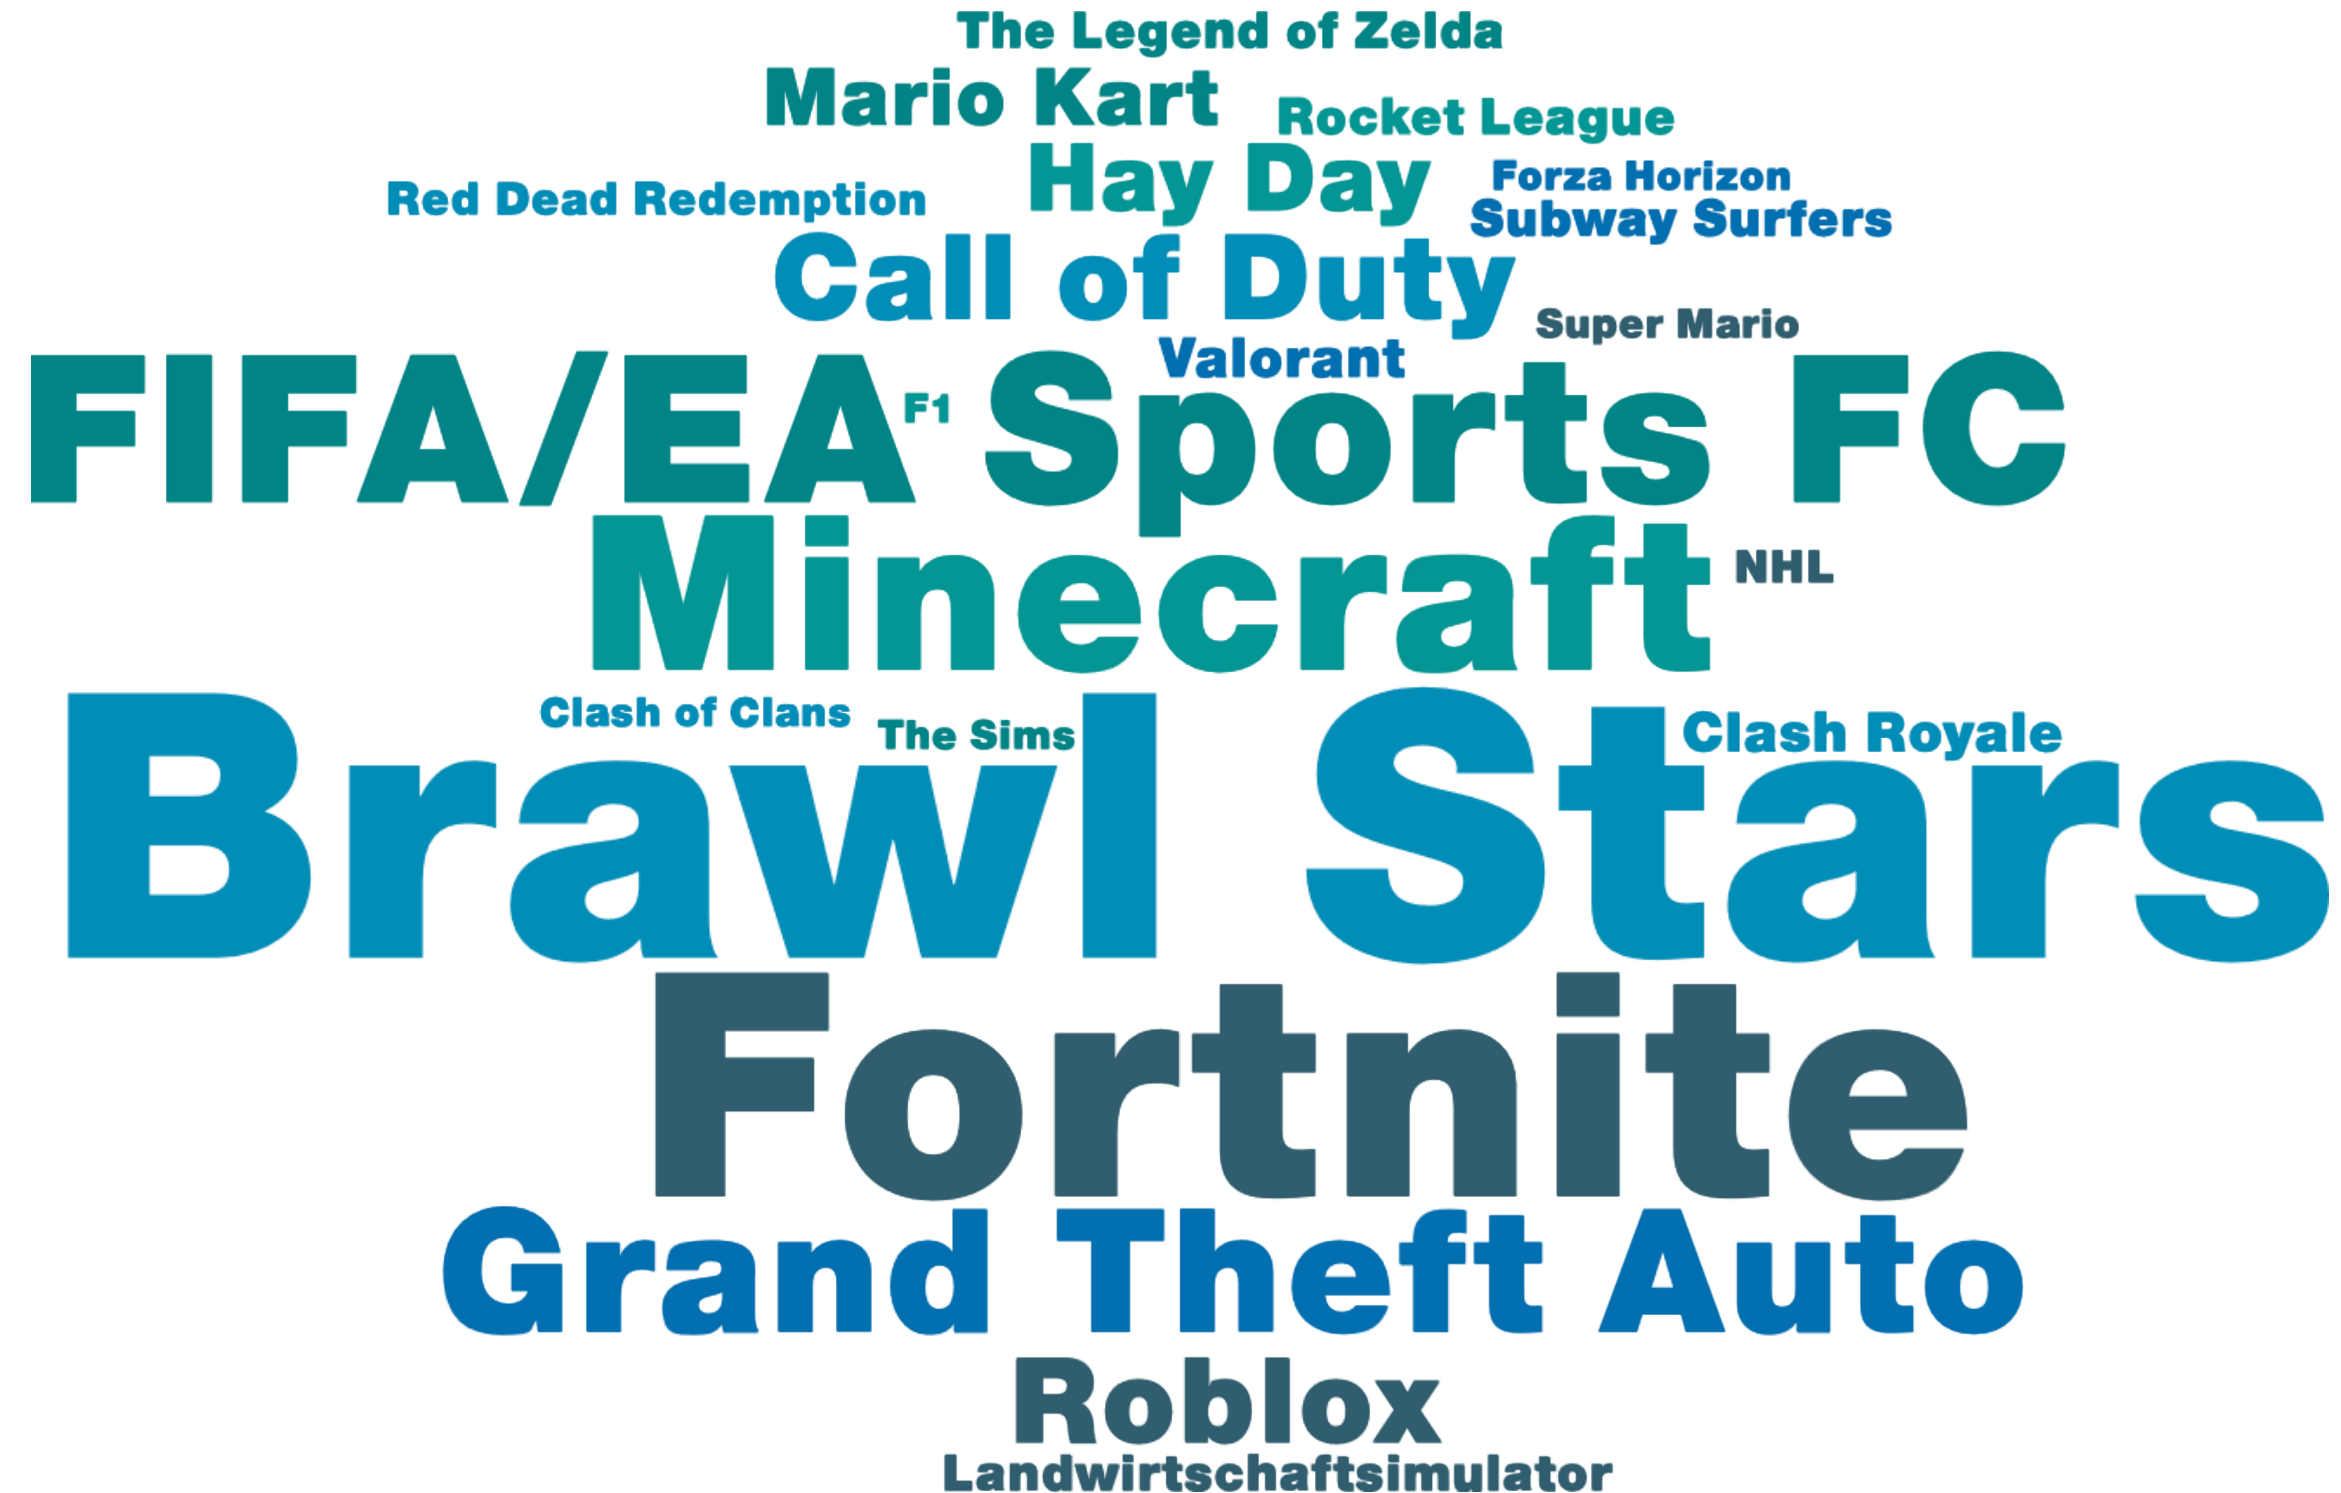 The Legend of Zelda
Mario Kart
Rocket League
Hay Day
Forza Horizon
Red Dead Redemption
Subway Surfers
Call of Duty
Super Mario
Valorant
FIFA/EA Sports FC
F1
Minecraft
NHL
Clash of Clans
The Sims
Clash Royale
Brawl Stars
Fortnite
Grand Theft Auto
Roblox
Landwirtschaftsimulator